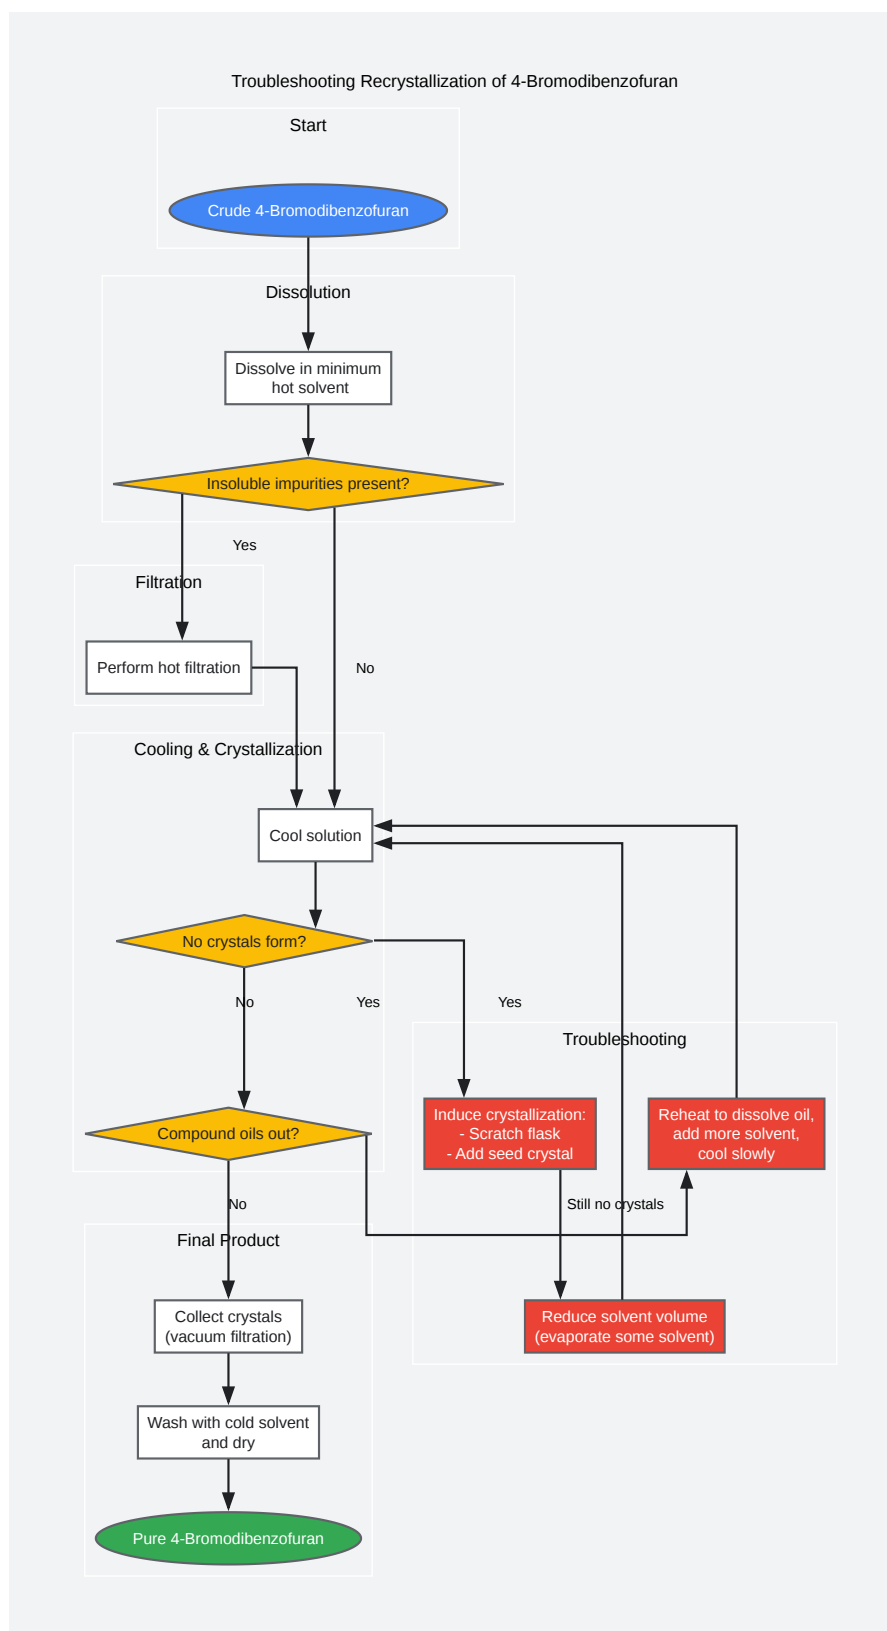 Troubleshooting Recrystallization of 4-Bromodibenzofuran
Start
Crude 4-Bromodibenzofuran
Dissolution
Dissolve in minimum
hot solvent
Insoluble impurities present?
Yes
Filtration
No
Perform hot filtration
Cooling & Crystallization
Cool solution
No crystals form?
No
Yes
Yes
Troubleshooting
Induce crystallization:
- Scratch flask
- Add seed crystal
Reheat to dissolve oil,
add more solvent,
cool slowly
Compound oils out?
No
Still no crystals
Final Product
Collect crystals
(vacuum filtration)
Reduce solvent volume
(evaporate some solvent)
Wash with cold solvent
and dry
Pure 4-Bromodibenzofuran